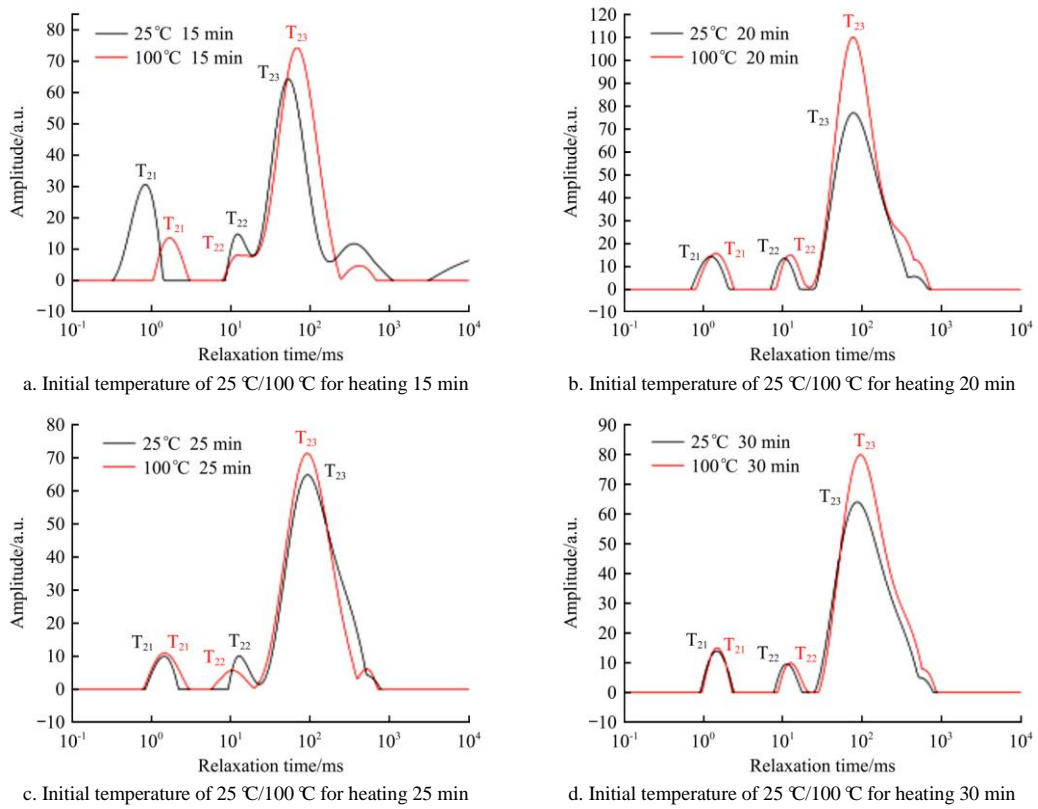 80
70
60
50
40
30
20
10
0
−10
Amplitude/a.u.
25℃ 15 min
100℃ 15 min
T23
T23
T21
T22
T21
T22
10-1 100 101 102 103 104
Relaxation time/ms
a. Initial temperature of 25 ℃/100 ℃ for heating 15 min
120
110
100
90
80
70
60
50
40
30
20
10
0
−10
Amplitude/a.u.
25℃ 20 min
100℃ 20 min
T23
T23
T21 T21 T22 T22
10-1 100 101 102 103 104
Relaxation time/ms
b. Initial temperature of 25 ℃/100 ℃ for heating 20 min
80
70
60
50
40
30
20
10
0
−10
Amplitude/a.u.
25℃ 25 min
100℃ 25 min
T23
T23
T21 T21 T22 T22
10-1 100 101 102 103 104
Relaxation time/ms
c. Initial temperature of 25 ℃/100 ℃ for heating 25 min
90
80
70
60
50
40
30
20
10
0
−10
Amplitude/a.u.
25℃ 30 min
100℃ 30 min
T23
T23
T21 T21 T22 T22
10-1 100 101 102 103 104
Relaxation time/ms
d. Initial temperature of 25 ℃/100 ℃ for heating 30 min